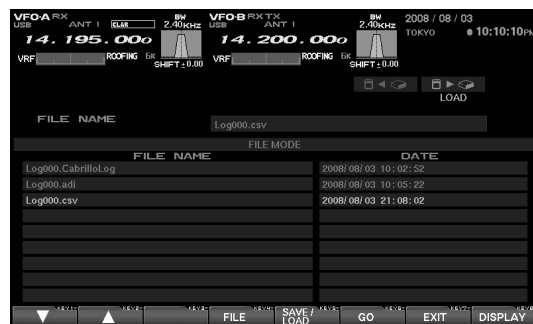 VFO-A RX VFO-B RX TX 2008 / 08 / 03
USB ANT 1 CLAR BW 2.40KHZ USB ANT 1 BW 2.40KHZ TOKYO 10:10:10PM
14. 195. 00o 14. 200. 00o
VRF ROOFING 6K SHIFT±0.00 VRF ROOFING 6K SHIFT±0.00
LOAD
FILE NAME Log000.csv
FILE MODE
FILE NAME DATE
Log000.CabrilloLog 2008/08/03 10:02:52
Log000.adi 2008/08/03 10:05:22
Log000.csv 2008/08/03 21:08:02
FILE SAVE / LOAD GO EXIT DISPLAY